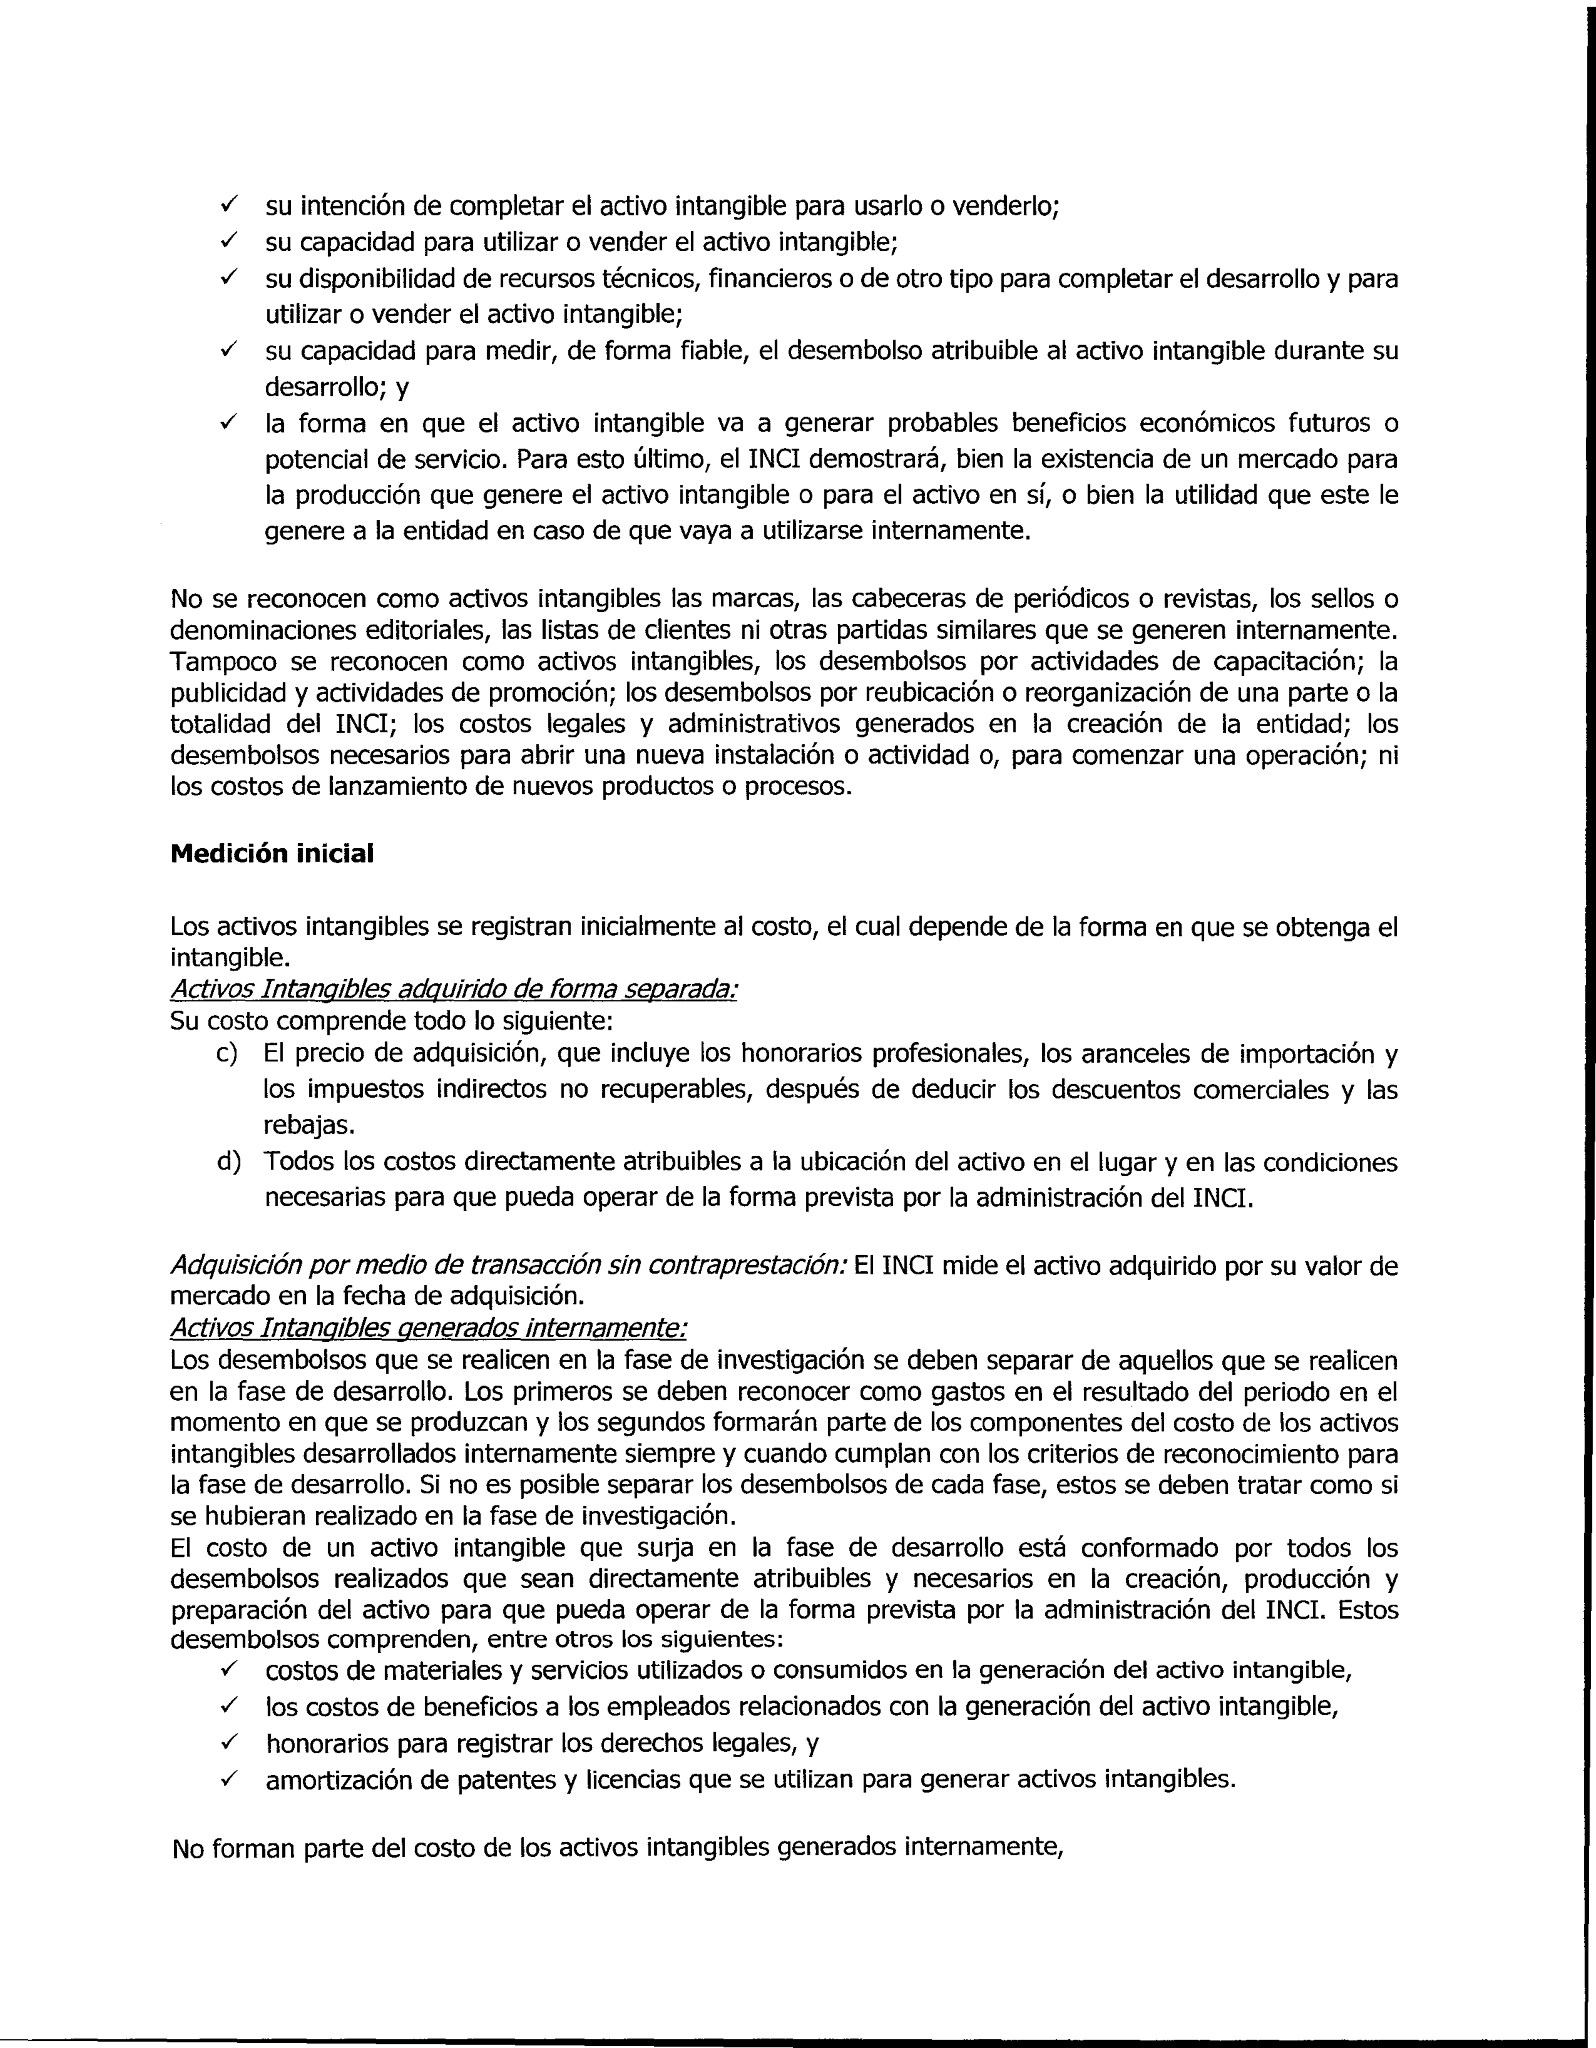 ✓ su intención de completar el activo intangible para usarlo o venderlo;
✓ su capacidad para utilizar o vender el activo intangible;
✓ su disponibilidad de recursos técnicos, financieros o de otro tipo para completar el desarrollo y para
utilizar o vender el activo intangible;
✓ su capacidad para medir, de forma fiable, el desembolso atribuible al activo intangible durante su
desarrollo; y
✓ la forma en que el activo intangible va a generar probables beneficios económicos futuros o
potencial de servicio. Para esto último, el INCI demostrará, bien la existencia de un mercado para
la producción que genere el activo intangible o para el activo en sí, o bien la utilidad que este le
genere a la entidad en caso de que vaya a utilizarse internamente.
No se reconocen como activos intangibles las marcas, las cabeceras de periódicos o revistas, los sellos o
denominaciones editoriales, las listas de clientes ni otras partidas similares que se generen internamente.
Tampoco se reconocen como activos intangibles, los desembolsos por actividades de capacitación; la
publicidad y actividades de promoción; los desembolsos por reubicación o reorganización de una parte o la
totalidad del INCI; los costos legales y administrativos generados en la creación de la entidad; los
desembolsos necesarios para abrir una nueva instalación o actividad o, para comenzar una operación; ni
los costos de lanzamiento de nuevos productos o procesos.
Medición inicial
Los activos intangibles se registran inicialmente al costo, el cual depende de la forma en que se obtenga el
intangible.
Activos Intangibles adquirido de forma separada:
Su costo comprende todo lo siguiente:
c) El precio de adquisición, que incluye los honorarios profesionales, los aranceles de importación y
los impuestos indirectos no recuperables, después de deducir los descuentos comerciales y las
rebajas.
d) Todos los costos directamente atribuibles a la ubicación del activo en el lugar y en las condiciones
necesarias para que pueda operar de la forma prevista por la administración del INCI.
Adquisición por medio de transacción sin contraprestación: El INCI mide el activo adquirido por su valor de
mercado en la fecha de adquisición.
Activos Intangibles generados internamente:
Los desembolsos que se realicen en la fase de investigación se deben separar de aquellos que se realicen
en la fase de desarrollo. Los primeros se deben reconocer como gastos en el resultado del periodo en el
momento en que se produzcan y los segundos formarán parte de los componentes del costo de los activos
intangibles desarrollados internamente siempre y cuando cumplan con los criterios de reconocimiento para
la fase de desarrollo. Si no es posible separar los desembolsos de cada fase, estos se deben tratar como si
se hubieran realizado en la fase de investigación.
El costo de un activo intangible que surja en la fase de desarrollo está conformado por todos los
desembolsos realizados que sean directamente atribuibles y necesarios en la creación, producción y
preparación del activo para que pueda operar de la forma prevista por la administración del INCI. Estos
desembolsos comprenden, entre otros los siguientes:
✓ costos de materiales y servicios utilizados o consumidos en la generación del activo intangible,
✓ los costos de beneficios a los empleados relacionados con la generación del activo intangible,
✓ honorarios para registrar los derechos legales, y
✓ amortización de patentes y licencias que se utilizan para generar activos intangibles.
No forman parte del costo de los activos intangibles generados internamente,